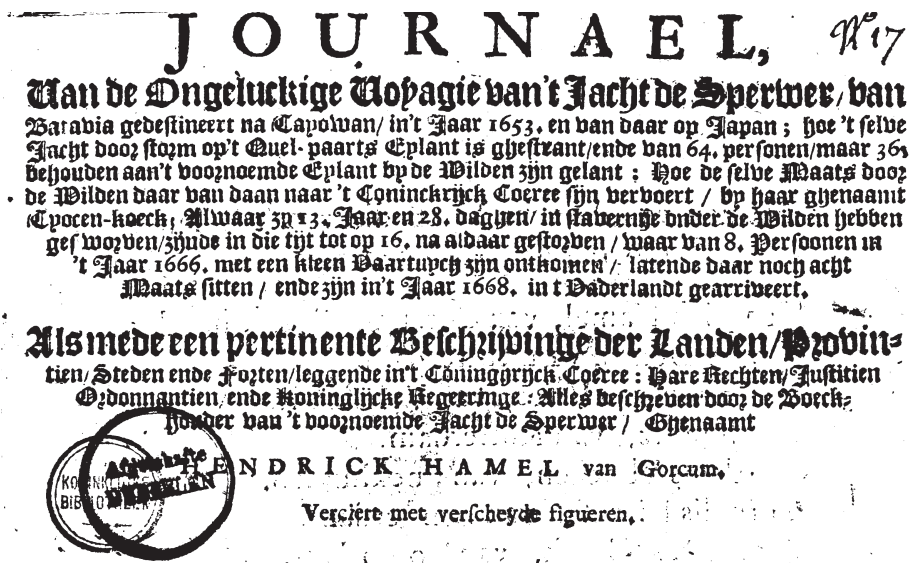 JOURNAEL,
Nº 17
Van de Ongeluckige Voyagie van't Jacht de Sperwer/van
Batavia gedestineert na Tayowan/in't Jaar 1653. en van daar op Japan; hoe 't selve
Jacht door storm op't Quel-paarts Eylant is ghestrant/ende van 64. personen/maar 36.
behouden aan't voornoemde Eylant by de Wilden zijn gelant: Hoe de selve Maats door
de Wilden daar van daan naar 't Coninckrijck Coeree sijn vervoert/by haar ghenaamt
Tyocen-koeck; Alwaar zy 13. Jaar en 28. daghen/in slavernije onder de Wilden hebben
gesworven/zijnde in die tijt tot op 16. na aldaar gestorven/waar van 8. Persoonen in
't Jaar 1666. met een kleen Vaartuych zijn ontkomen/latende daar noch acht
Maats sitten/ende zijn in't Jaar 1668. in t Vaderlandt gearriveert.
Als mede een pertinente Beschrijvinge der Landen/Provin-
tien/Steden ende Forten/leggende in't Coninghrijck Coeree: Hare Rechten/Justitien
Ordonnantien, ende Koninglijcke Regeeringe: Alles beschreven door de Boeck-
houder van 't voornoemde Jacht de Sperwer/Ghenaamt
HENDRICK HAMEL van Gorcum.
Verciert met verscheyde figueren.